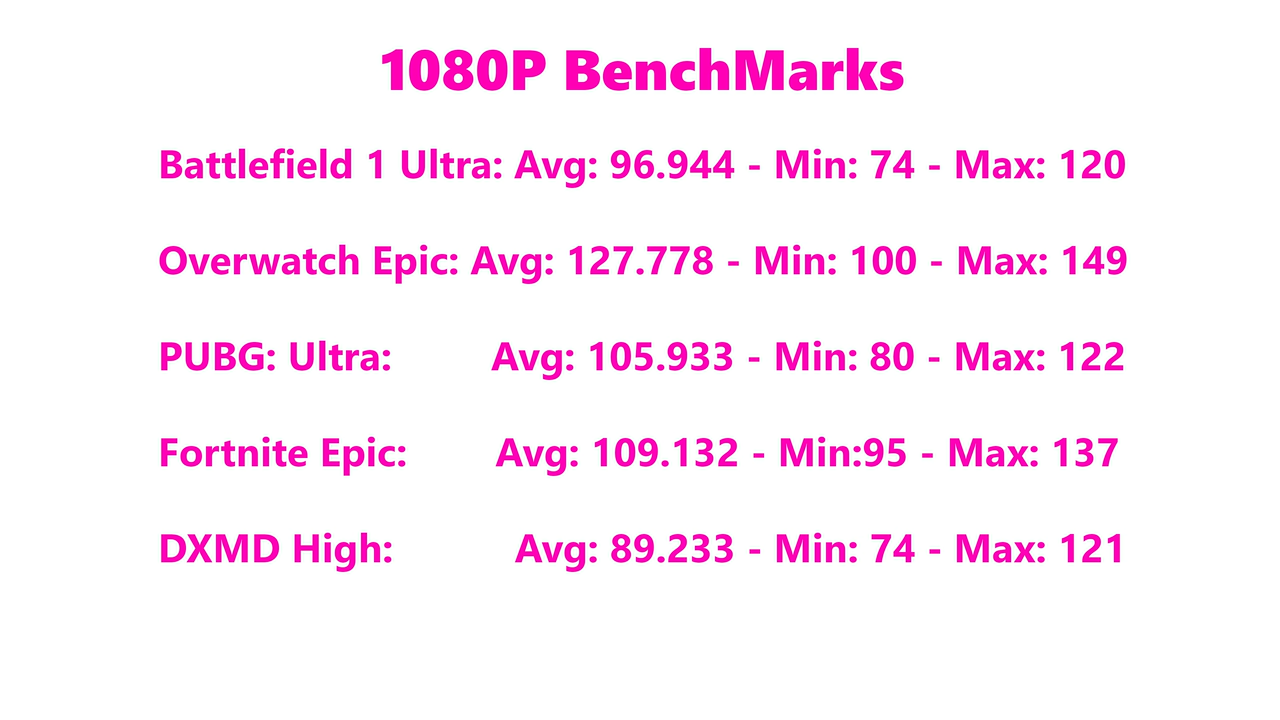 1080P BenchMarks
Battlefield 1 Ultra: Avg: 96.944 - Min: 74 - Max: 120
Overwatch Epic: Avg: 127.778 - Min: 100 - Max: 149
PUBG: Ultra: Avg: 105.933 - Min: 80 - Max: 122
Fortnite Epic: Avg: 109.132 - Min:95 - Max: 137
DXMD High: Avg: 89.233 - Min: 74 - Max: 121